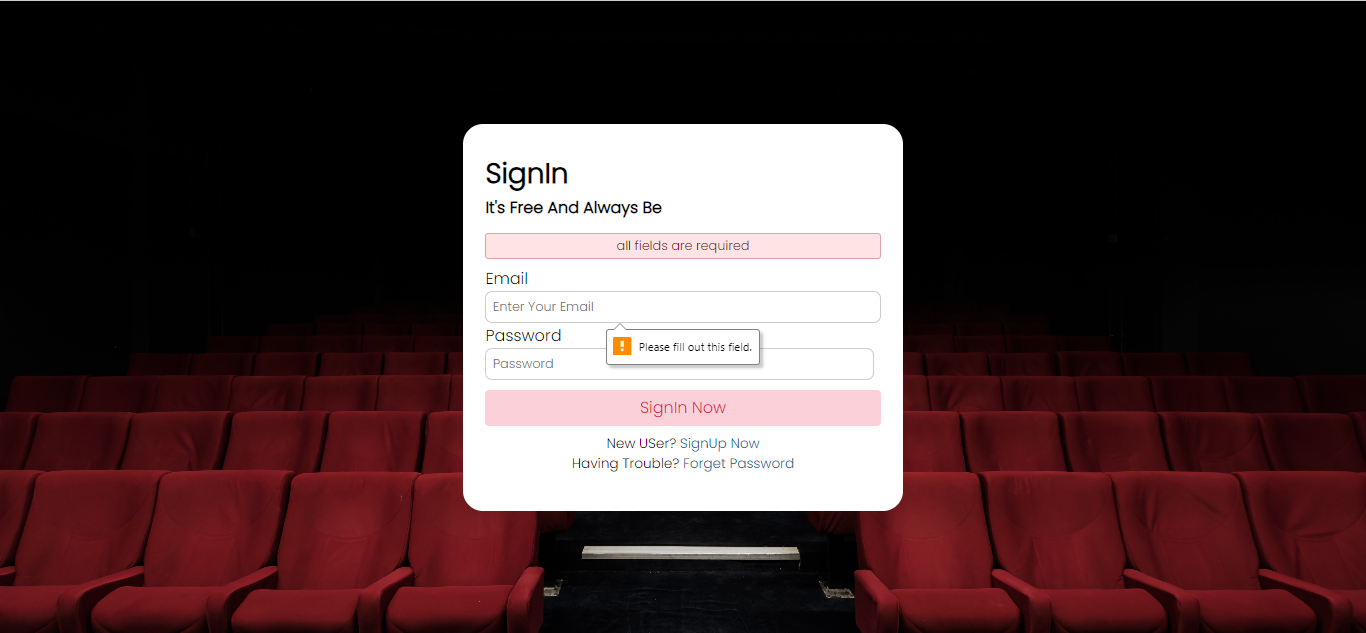 SignIn
It's Free And Always Be
all fields are required
Email
Enter Your Email
Password
Please fill out this field.
Password
SignIn Now
New USer? SignUp Now
Having Trouble? Forget Password